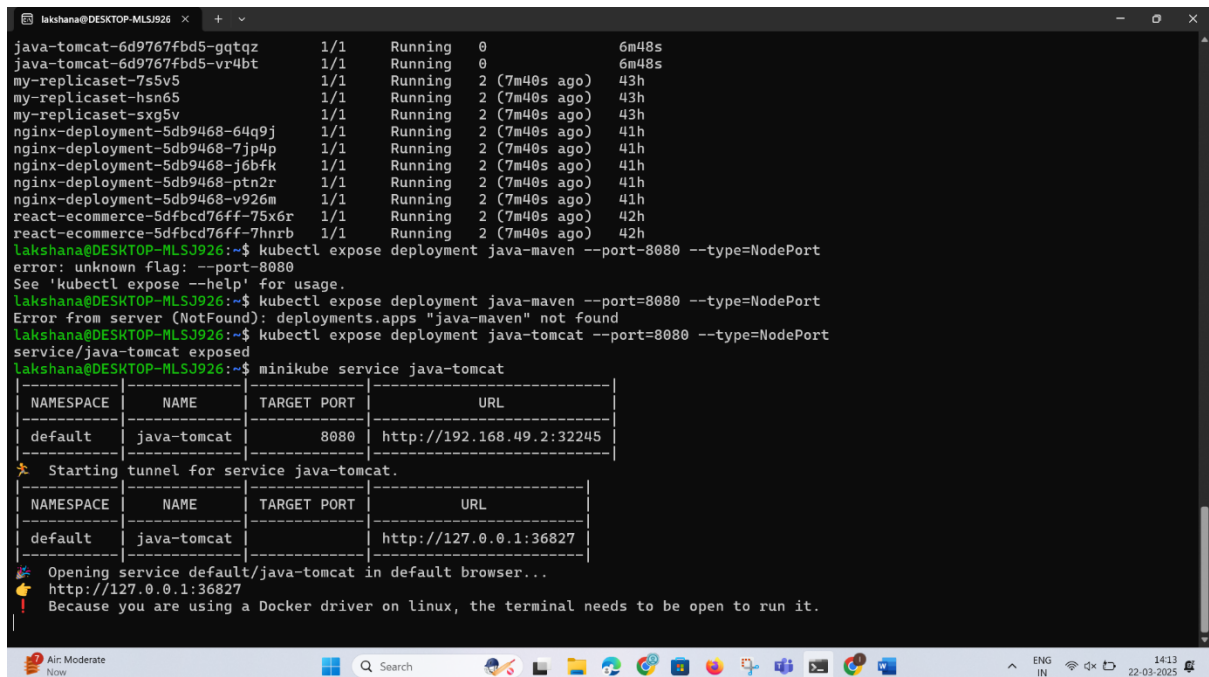 lakshana@DESKTOP-MLSJ926
java-tomcat-6d9767fbd5-gqtqz 1/1 Running 0 6m48s
java-tomcat-6d9767fbd5-vr4bt 1/1 Running 0 6m48s
my-replicaset-7s5v5 1/1 Running 2 (7m40s ago) 43h
my-replicaset-hsn65 1/1 Running 2 (7m40s ago) 43h
my-replicaset-sxg5v 1/1 Running 2 (7m40s ago) 43h
nginx-deployment-5db9468-64q9j 1/1 Running 2 (7m40s ago) 41h
nginx-deployment-5db9468-7jp4p 1/1 Running 2 (7m40s ago) 41h
nginx-deployment-5db9468-j6bfk 1/1 Running 2 (7m40s ago) 41h
nginx-deployment-5db9468-ptn2r 1/1 Running 2 (7m40s ago) 41h
nginx-deployment-5db9468-v926m 1/1 Running 2 (7m40s ago) 41h
react-ecommerce-5dfbcd76ff-75x6r 1/1 Running 2 (7m40s ago) 42h
react-ecommerce-5dfbcd76ff-7hnrb 1/1 Running 2 (7m40s ago) 42h
lakshana@DESKTOP-MLSJ926:~$ kubectl expose deployment java-maven --port-8080 --type=NodePort
error: unknown flag: --port-8080
See 'kubectl expose --help' for usage.
lakshana@DESKTOP-MLSJ926:~$ kubectl expose deployment java-maven --port=8080 --type=NodePort
Error from server (NotFound): deployments.apps "java-maven" not found
lakshana@DESKTOP-MLSJ926:~$ kubectl expose deployment java-tomcat --port=8080 --type=NodePort
service/java-tomcat exposed
lakshana@DESKTOP-MLSJ926:~$ minikube service java-tomcat
|-----------|-------------|-------------|---------------------------|
| NAMESPACE | NAME | TARGET PORT | URL |
|-----------|-------------|-------------|---------------------------|
| default | java-tomcat | 8080 | http://192.168.49.2:32245 |
|-----------|-------------|-------------|---------------------------|
🏃 Starting tunnel for service java-tomcat.
|-----------|-------------|-------------|------------------------|
| NAMESPACE | NAME | TARGET PORT | URL |
|-----------|-------------|-------------|------------------------|
| default | java-tomcat | | http://127.0.0.1:36827 |
|-----------|-------------|-------------|------------------------|
🎉 Opening service default/java-tomcat in default browser...
👉 http://127.0.0.1:36827
❗ Because you are using a Docker driver on linux, the terminal needs to be open to run it.
7 Air: Moderate
Now
Search
ENG
IN
14:13
22-03-2025